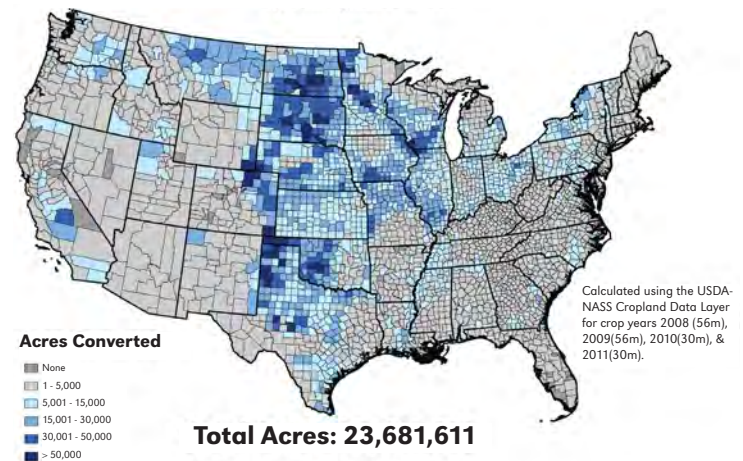 Calculated using the USDA-
NASS Cropland Data Layer
for crop years 2008 (56m),
2009(56m), 2010(30m), &
2011(30m).
Acres Converted
None
1 - 5,000
5,001 - 15,000
15,001 - 30,000
30,001 - 50,000
> 50,000
Total Acres: 23,681,611